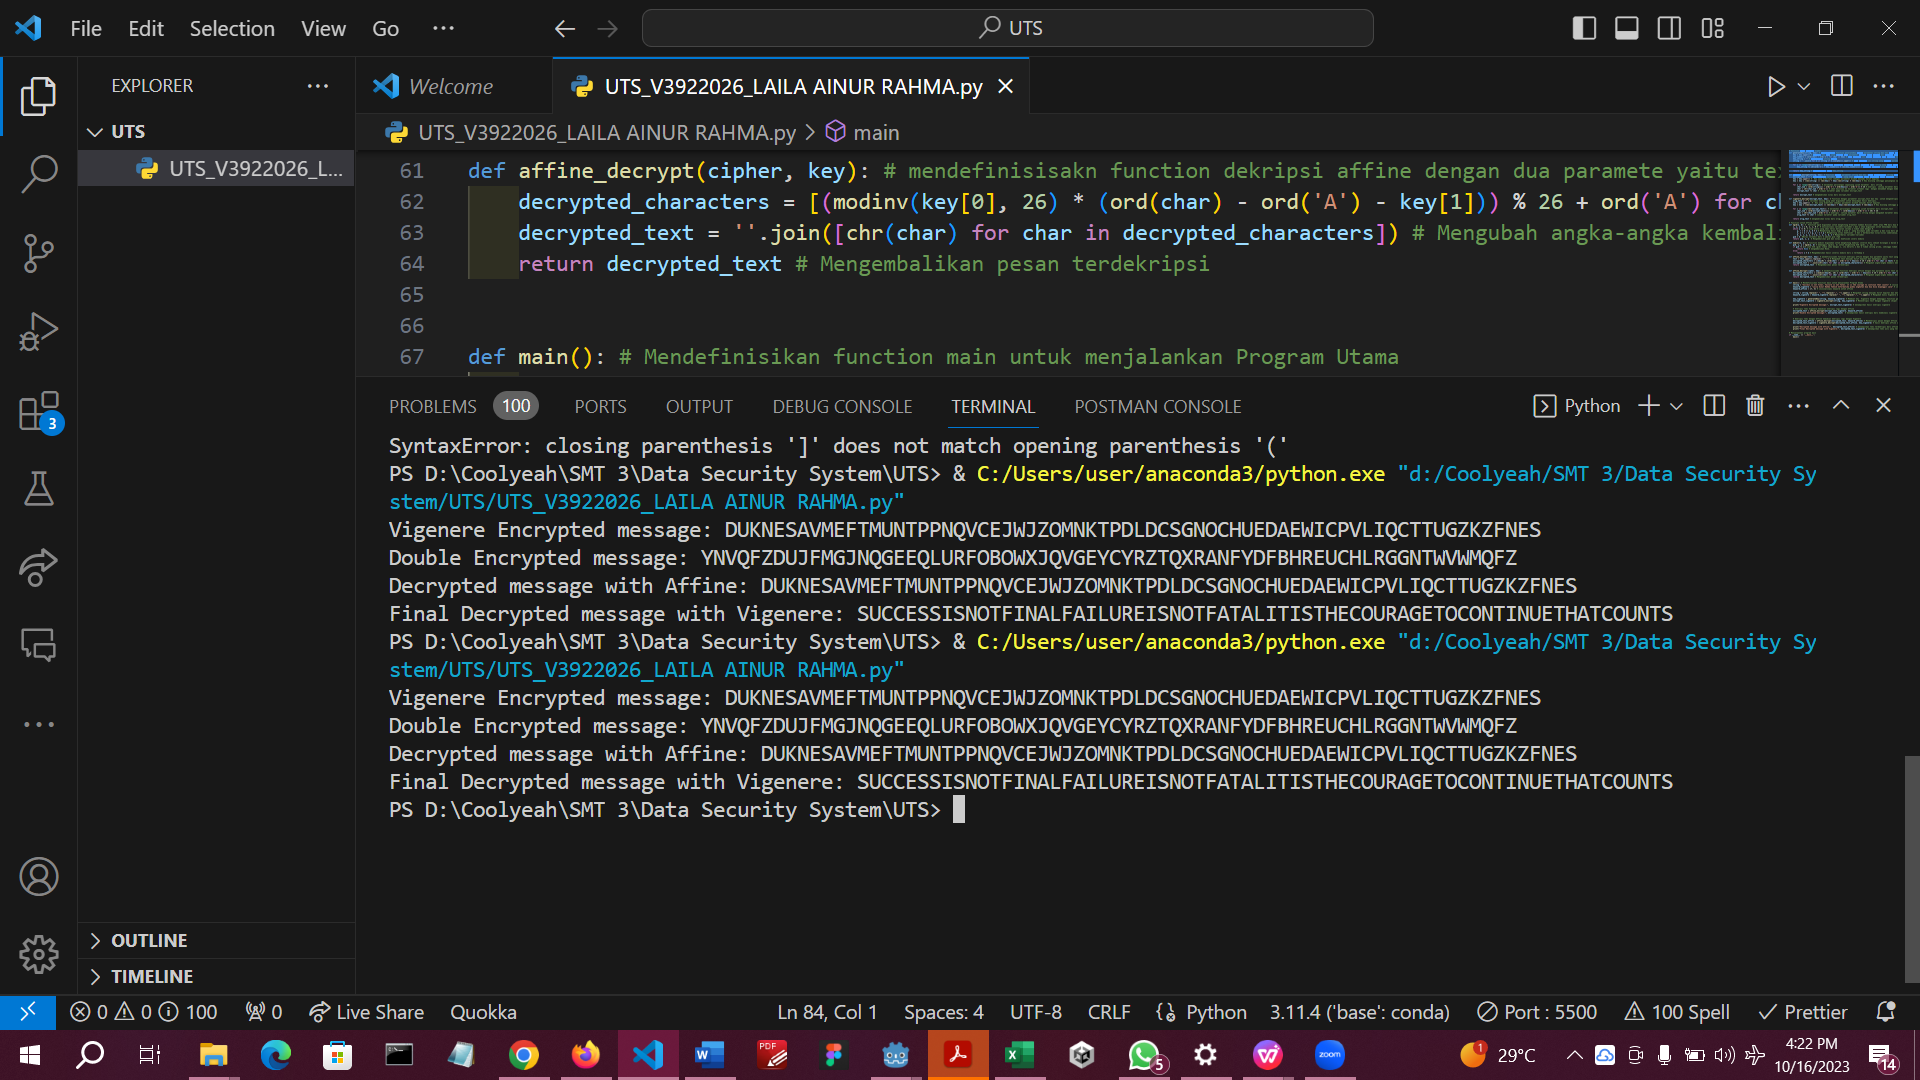 File Edit Selection View Go ··· UTS
EXPLORER ···
Welcome UTS_V3922026_LAILA AINUR RAHMA.py
UTS
UTS_V3922026_L...
UTS_V3922026_LAILA AINUR RAHMA.py > main
61 def affine_decrypt(cipher, key): # mendefinisisakn function dekripsi affine dengan dua paramete yaitu te
62 decrypted_characters = [(modinv(key[0], 26) * (ord(char) - ord('A') - key[1])) % 26 + ord('A') for c
63 decrypted_text = ''.join([chr(char) for char in decrypted_characters]) # Mengubah angka-angka kembal
64 return decrypted_text # Mengembalikan pesan terdekripsi
65
66
67 def main(): # Mendefinisikan function main untuk menjalankan Program Utama
PROBLEMS 100 PORTS OUTPUT DEBUG CONSOLE TERMINAL POSTMAN CONSOLE Python
SyntaxError: closing parenthesis ']' does not match opening parenthesis '('
PS D:\Coolyeah\SMT 3\Data Security System\UTS> & C:/Users/user/anaconda3/python.exe "d:/Coolyeah/SMT 3/Data Security Sy
stem/UTS/UTS_V3922026_LAILA AINUR RAHMA.py"
Vigenere Encrypted message: DUKNESAVMEFTMUNTPPNQVCEJWJZOMNKTPDLDCSGNOCHUEDAEWICPVLIQCTTUGZKZFNES
Double Encrypted message: YNVQFZDUJFMGJNQGEEQLURFOBOWXJQVGEYCYRZTQXRANFYDFBHREUCHLRGGNTWVWMQFZ
Decrypted message with Affine: DUKNESAVMEFTMUNTPPNQVCEJWJZOMNKTPDLDCSGNOCHUEDAEWICPVLIQCTTUGZKZFNES
Final Decrypted message with Vigenere: SUCCESSISNOTFINALFAILUREISNOTFATALITISTHECOURAGETOCONTINUETHATCOUNTS
PS D:\Coolyeah\SMT 3\Data Security System\UTS> & C:/Users/user/anaconda3/python.exe "d:/Coolyeah/SMT 3/Data Security Sy
stem/UTS/UTS_V3922026_LAILA AINUR RAHMA.py"
Vigenere Encrypted message: DUKNESAVMEFTMUNTPPNQVCEJWJZOMNKTPDLDCSGNOCHUEDAEWICPVLIQCTTUGZKZFNES
Double Encrypted message: YNVQFZDUJFMGJNQGEEQLURFOBOWXJQVGEYCYRZTQXRANFYDFBHREUCHLRGGNTWVWMQFZ
Decrypted message with Affine: DUKNESAVMEFTMUNTPPNQVCEJWJZOMNKTPDLDCSGNOCHUEDAEWICPVLIQCTTUGZKZFNES
Final Decrypted message with Vigenere: SUCCESSISNOTFINALFAILUREISNOTFATALITISTHECOURAGETOCONTINUETHATCOUNTS
PS D:\Coolyeah\SMT 3\Data Security System\UTS>
3
OUTLINE
TIMELINE
0 0 100 0 Live Share Quokka Ln 84, Col 1 Spaces: 4 UTF-8 CRLF Python 3.11.4 ('base': conda) Port : 5500 100 Spell Prettier
PDF 5 zoom 1 29°C 4:22 PM
10/16/2023 14